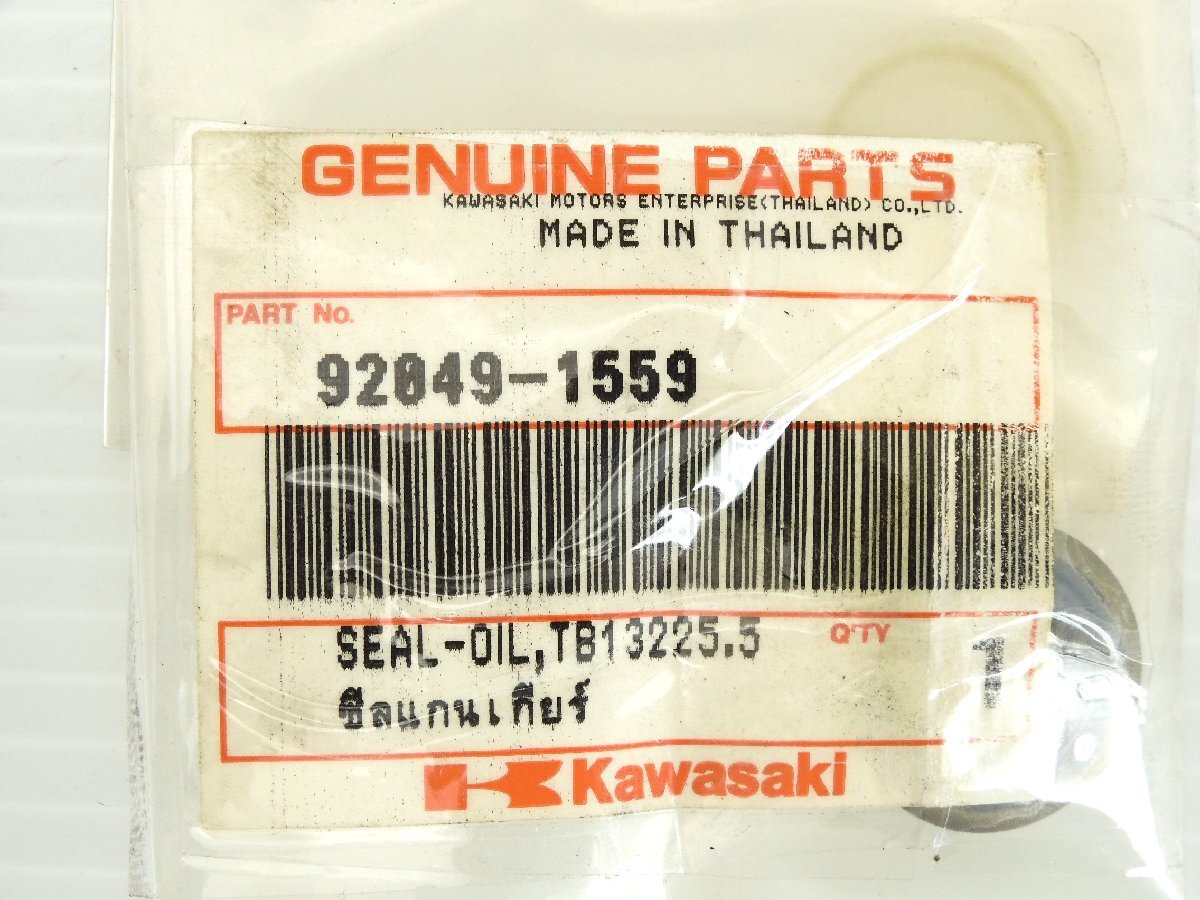 GENUINE PARTS
KAWASAKI MOTORS ENTERPRISE(THAILAND) CO.,LTD.
MADE IN THAILAND
PART No.
92049-1559
SEAL-OIL,TB13225.5
Q'TY
1
ซีลแกนเกียร์
Kawasaki